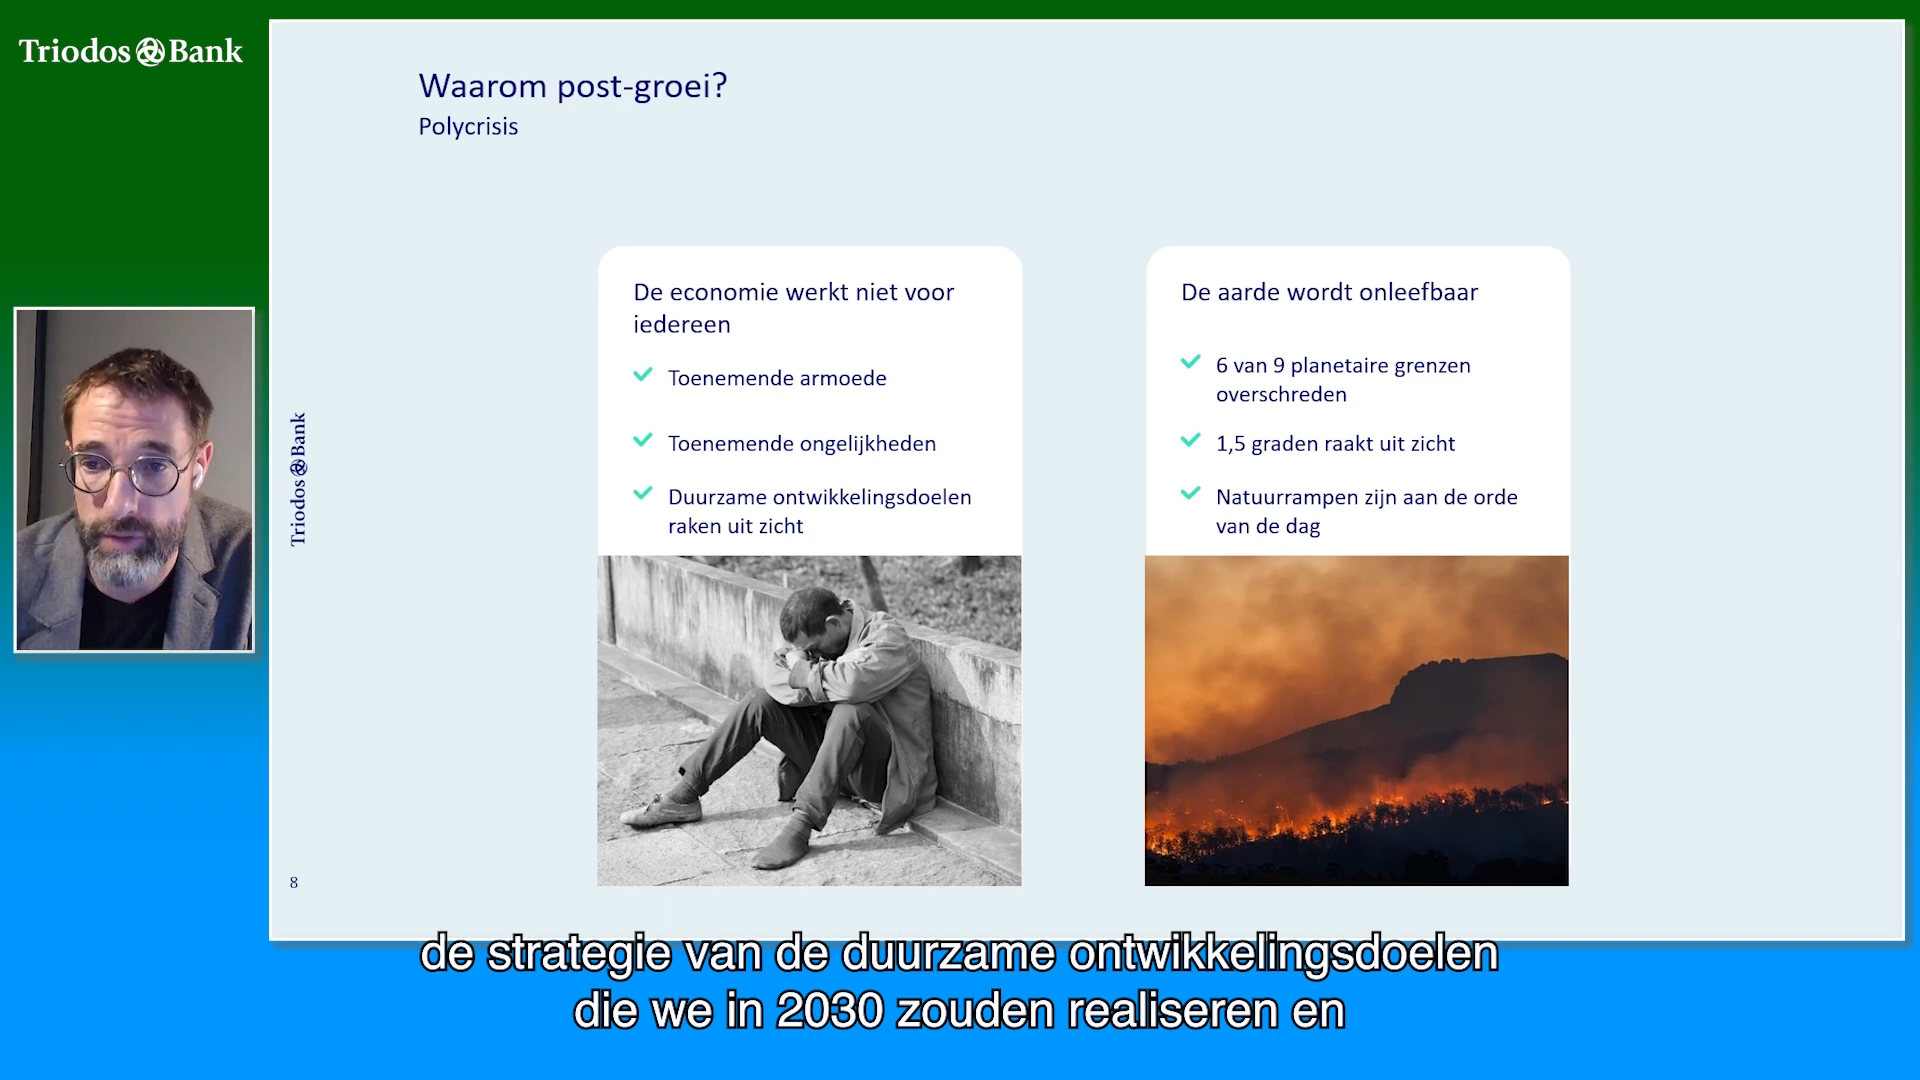 Triodos Bank
Waarom post-groei?
Polycrisis
De economie werkt niet voor
iedereen
Toenemende armoede
Toenemende ongelijkheden
Duurzame ontwikkelingsdoelen
raken uit zicht
De aarde wordt onleefbaar
6 van 9 planetaire grenzen
overschreden
1,5 graden raakt uit zicht
Natuurrampen zijn aan de orde
van de dag
Triodos Bank
8
de strategie van de duurzame ontwikkelingsdoelen
die we in 2030 zouden realiseren en